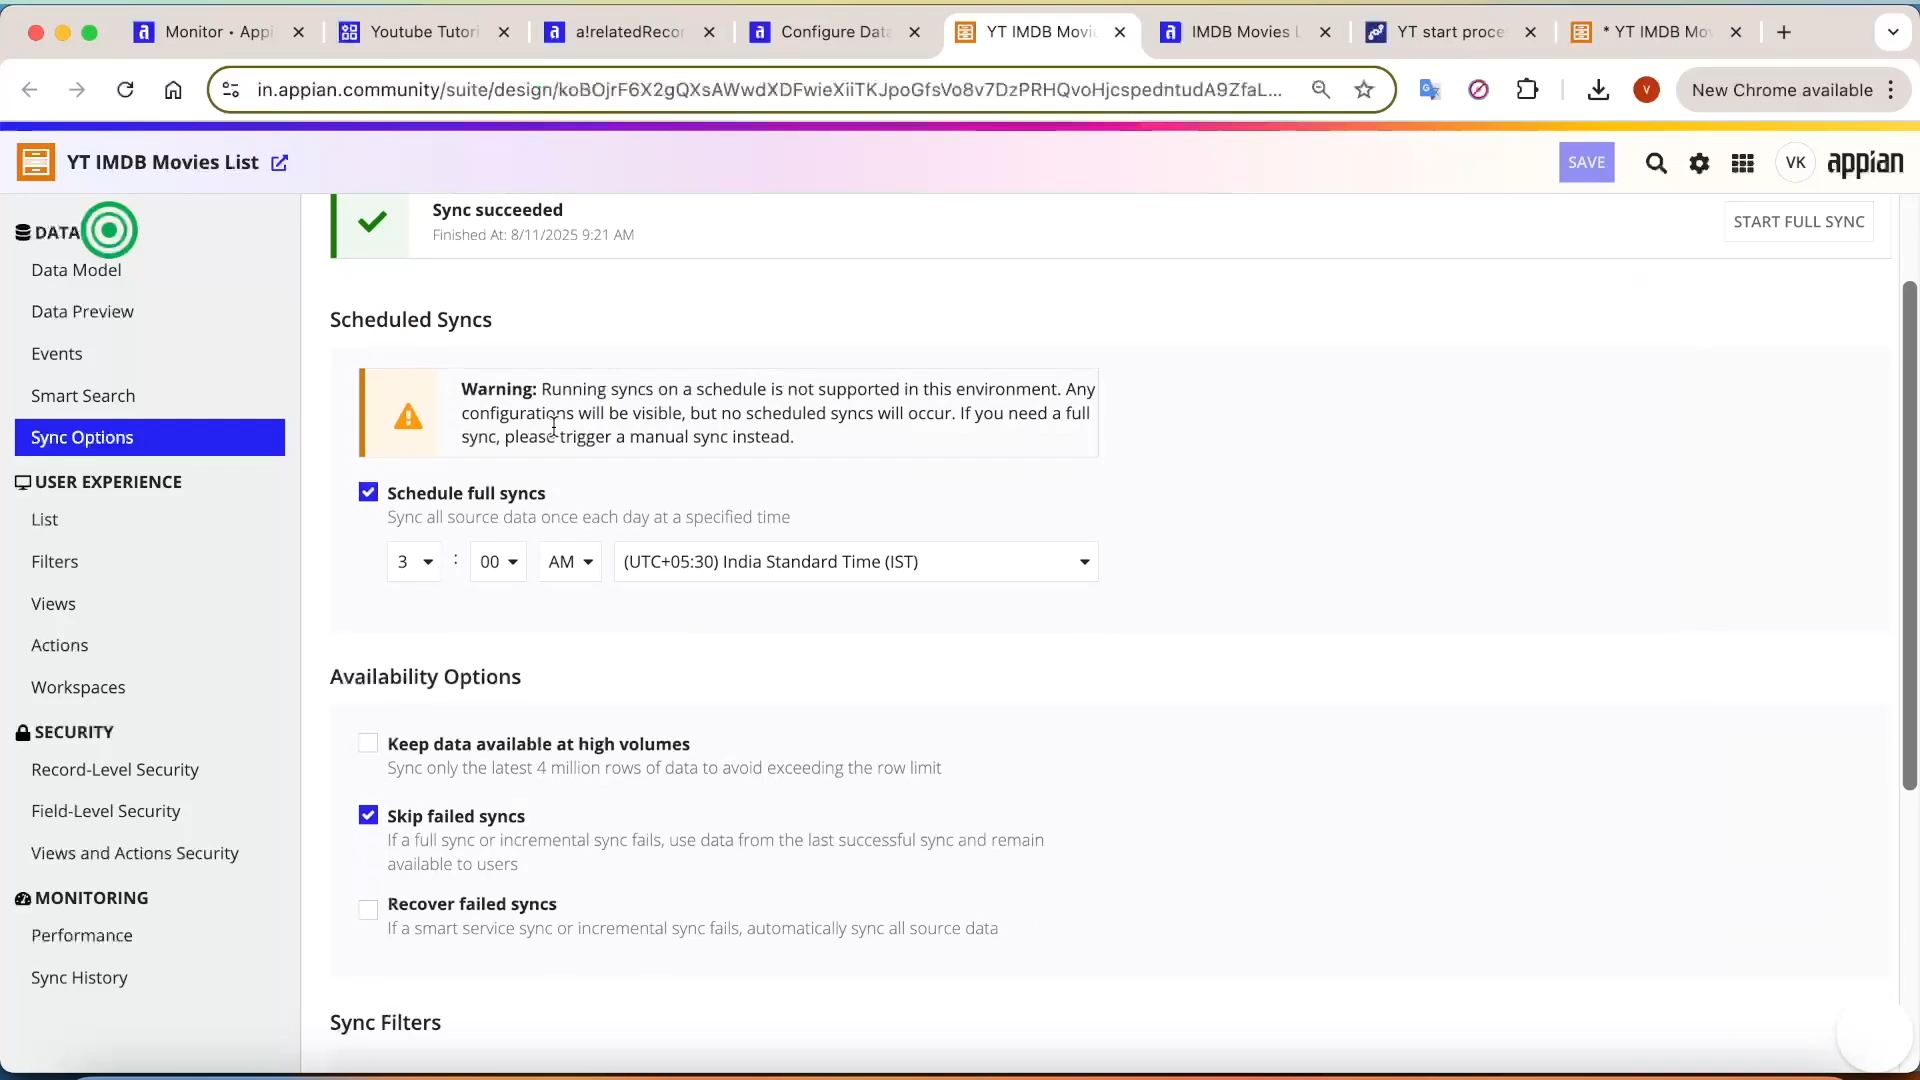 Monitor • Appi
Youtube Tutori
a!relatedReco
Configure Data
YT IMDB Movi
IMDB Movies L
YT start proce
* YT IMDB Mo
in.appian.community/suite/design/koBOjrF6X2gQXsAWwdXDFwieXiiTKJpoGfsVo8v7DzPRHQvoHjcspedntudA9ZfaL...
V
New Chrome available
YT IMDB Movies List
SAVE
VK
appian
DATA
Data Model
Data Preview
Events
Smart Search
Sync Options
USER EXPERIENCE
List
Filters
Views
Actions
Workspaces
SECURITY
Record-Level Security
Field-Level Security
Views and Actions Security
MONITORING
Performance
Sync History
Sync succeeded
Finished At: 8/11/2025 9:21 AM
START FULL SYNC
Scheduled Syncs
Warning: Running syncs on a schedule is not supported in this environment. Any
configurations will be visible, but no scheduled syncs will occur. If you need a full
sync, please trigger a manual sync instead.
Schedule full syncs
Sync all source data once each day at a specified time
3 : 00 AM (UTC+05:30) India Standard Time (IST)
Availability Options
Keep data available at high volumes
Sync only the latest 4 million rows of data to avoid exceeding the row limit
Skip failed syncs
If a full sync or incremental sync fails, use data from the last successful sync and remain
available to users
Recover failed syncs
If a smart service sync or incremental sync fails, automatically sync all source data
Sync Filters